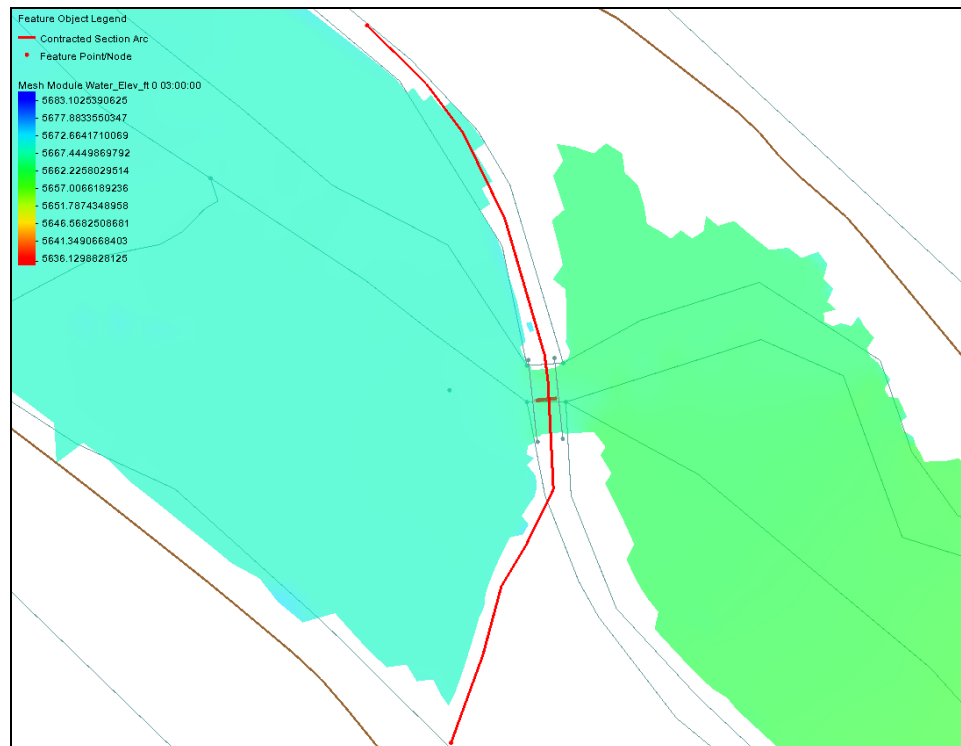 Feature Object Legend
Contracted Section Arc
Feature Point/Node
Mesh Module Water_Elev_ft 0 03:00:00
5683.1025390625
5677.8833550347
5672.6641710069
5667.4449869792
5662.2258029514
5657.0066189236
5651.7874348958
5646.5682508681
5641.3490668403
5636.1298828125